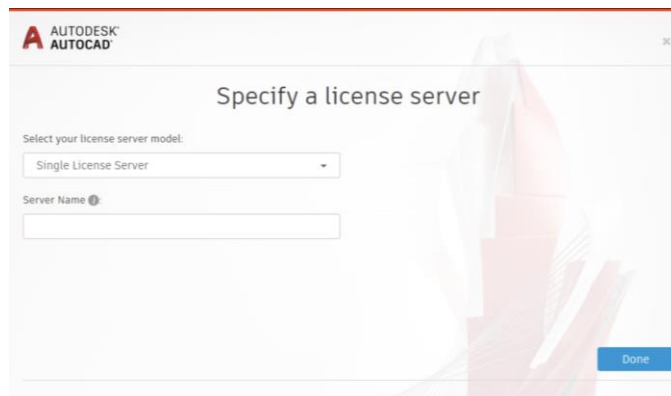 AUTODESK®
AUTOCAD®
Specify a license server
Select your license server model:
Single License Server
Server Name i:
Done